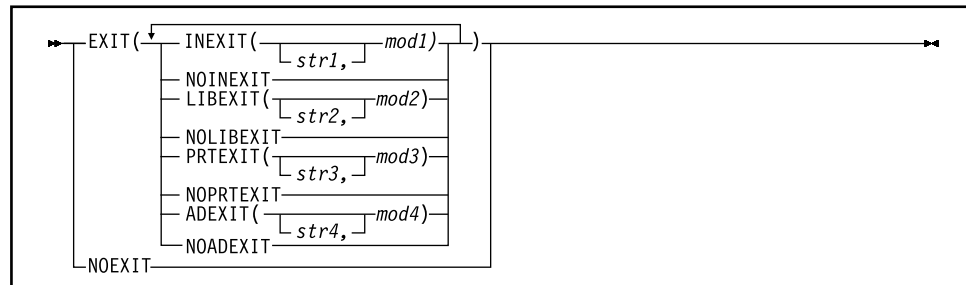 EXIT( INEXIT( str1, mod1) )
NOINEXIT
LIBEXIT( str2, mod2)
NOLIBEXIT
PRTEXIT( str3, mod3)
NOPRTEXIT
ADEXIT( str4, mod4)
NOADEXIT
NOEXIT